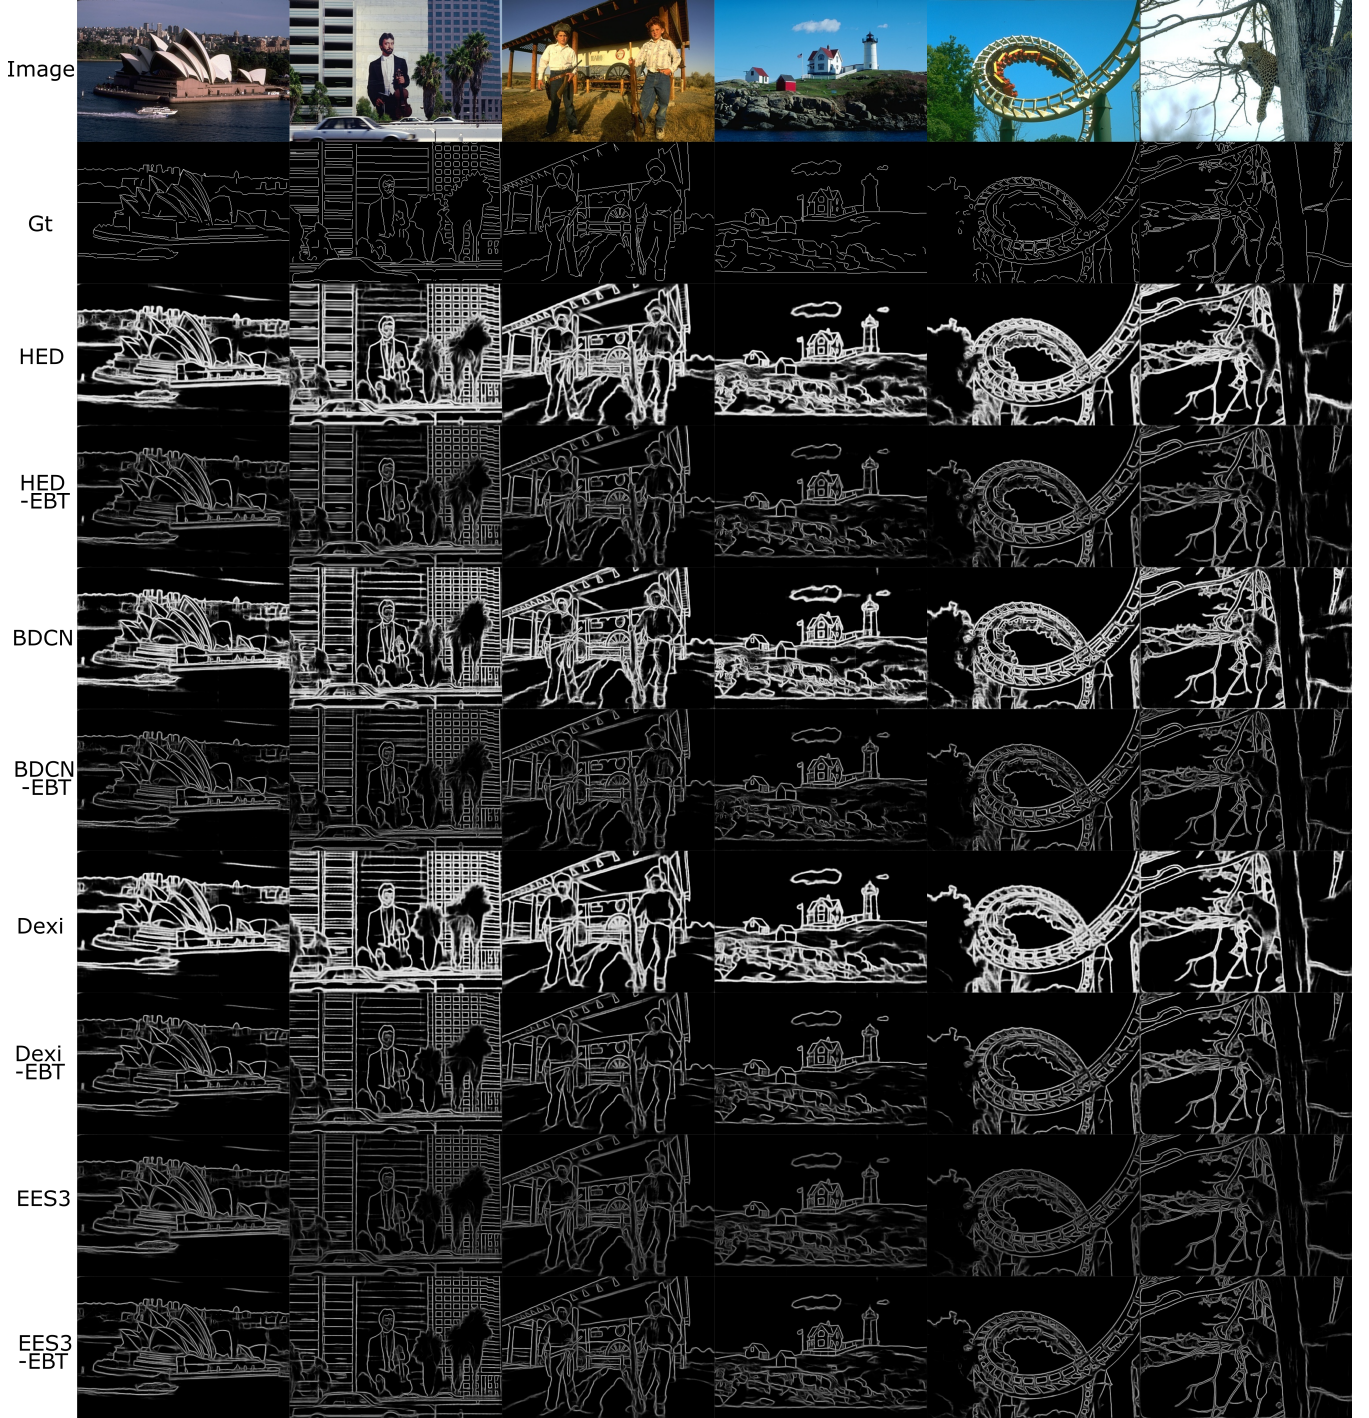 Image
Gt
HED
HED
-EBT
BDCN
BDCN
-EBT
Dexi
Dexi
-EBT
EES3
EES3
-EBT